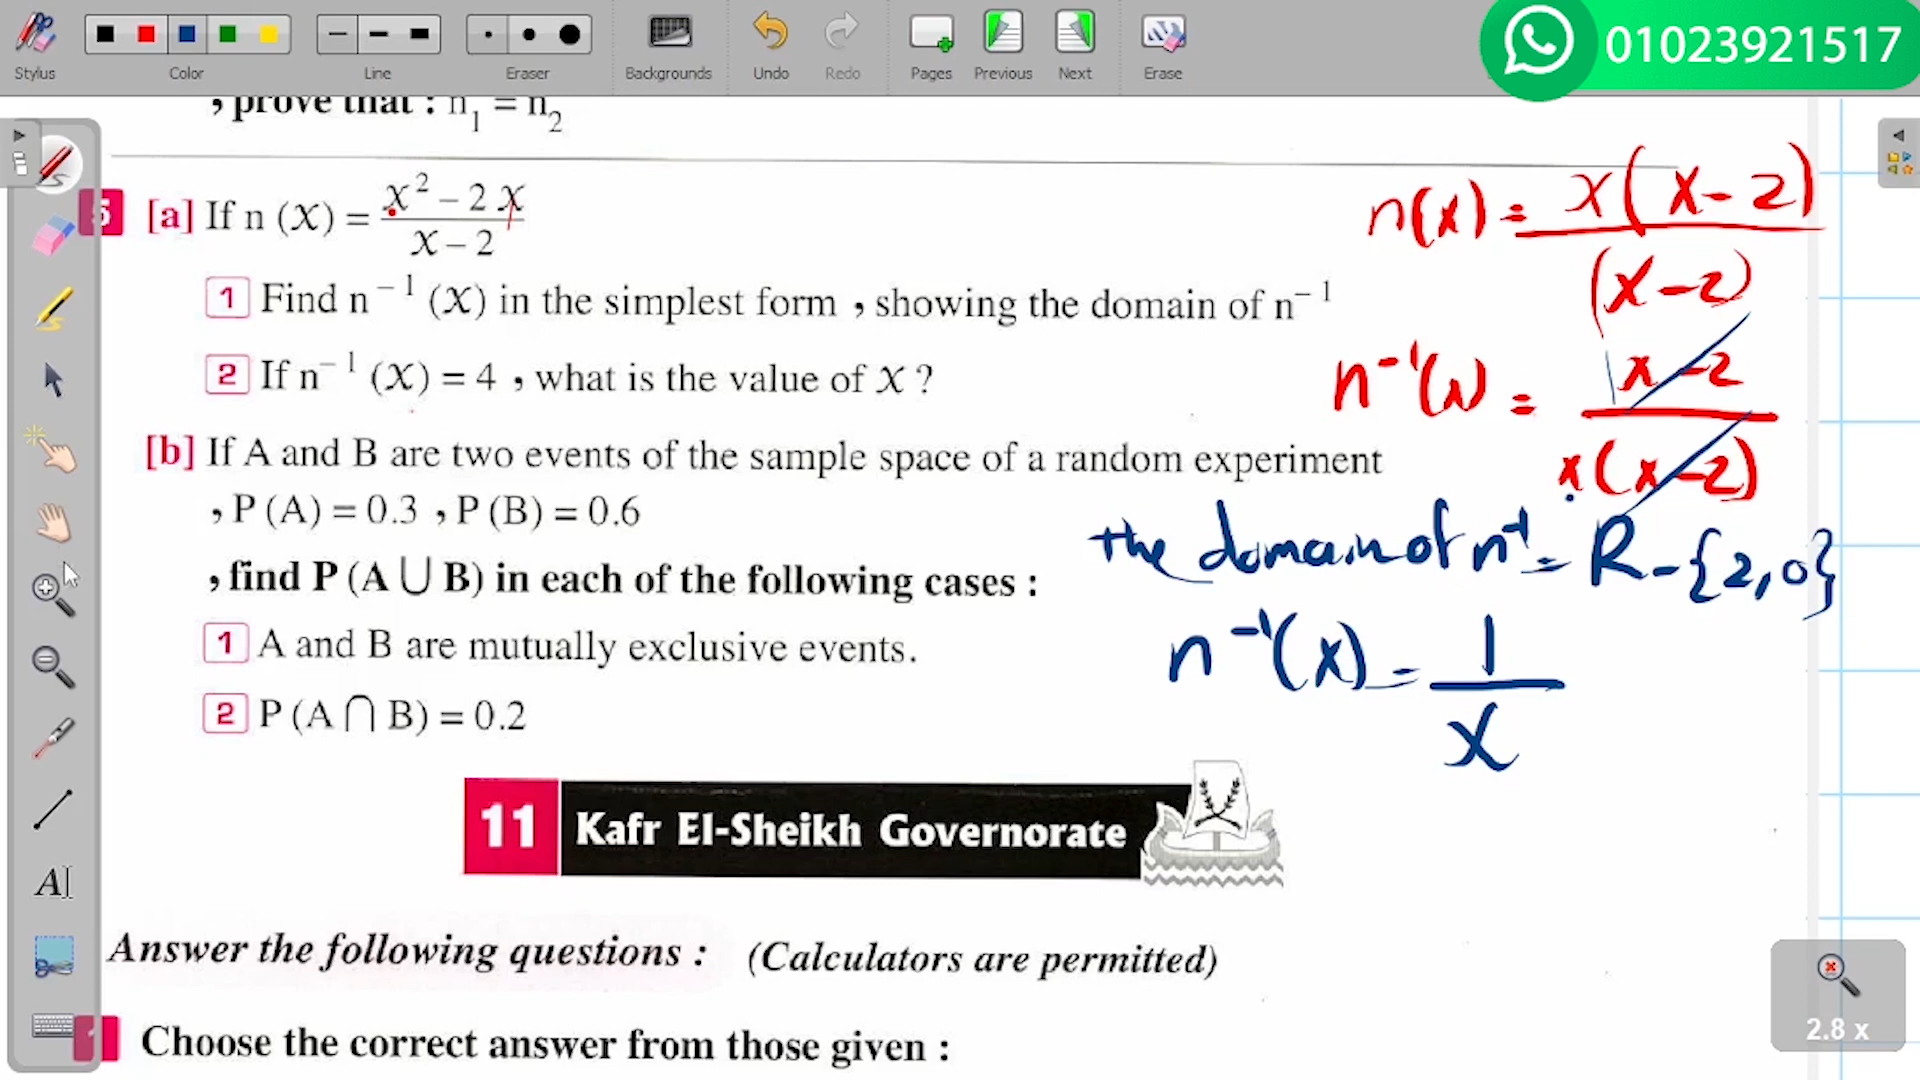 Stylus
Color
Line
Eraser
Backgrounds
Undo
Redo
Pages
Previous
Next
Erase
01023921517
, prove that : n₁ = n₂
5 [a] If n (X) = (X² – 2 X) / (X – 2)
1 Find n⁻¹ (X) in the simplest form , showing the domain of n⁻¹
2 If n⁻¹ (X) = 4 , what is the value of X ?
[b] If A and B are two events of the sample space of a random experiment
, P (A) = 0.3 , P (B) = 0.6
, find P (A ∪ B) in each of the following cases :
1 A and B are mutually exclusive events.
2 P (A ∩ B) = 0.2
n(x) = x(x-2) / (x-2)
n⁻¹(x) = x-2 / x(x-2)
the domain of n⁻¹ = R-{2,0}
n⁻¹(x) = 1 / x
11 Kafr El-Sheikh Governorate
Answer the following questions : (Calculators are permitted)
1 Choose the correct answer from those given :
2.8 x